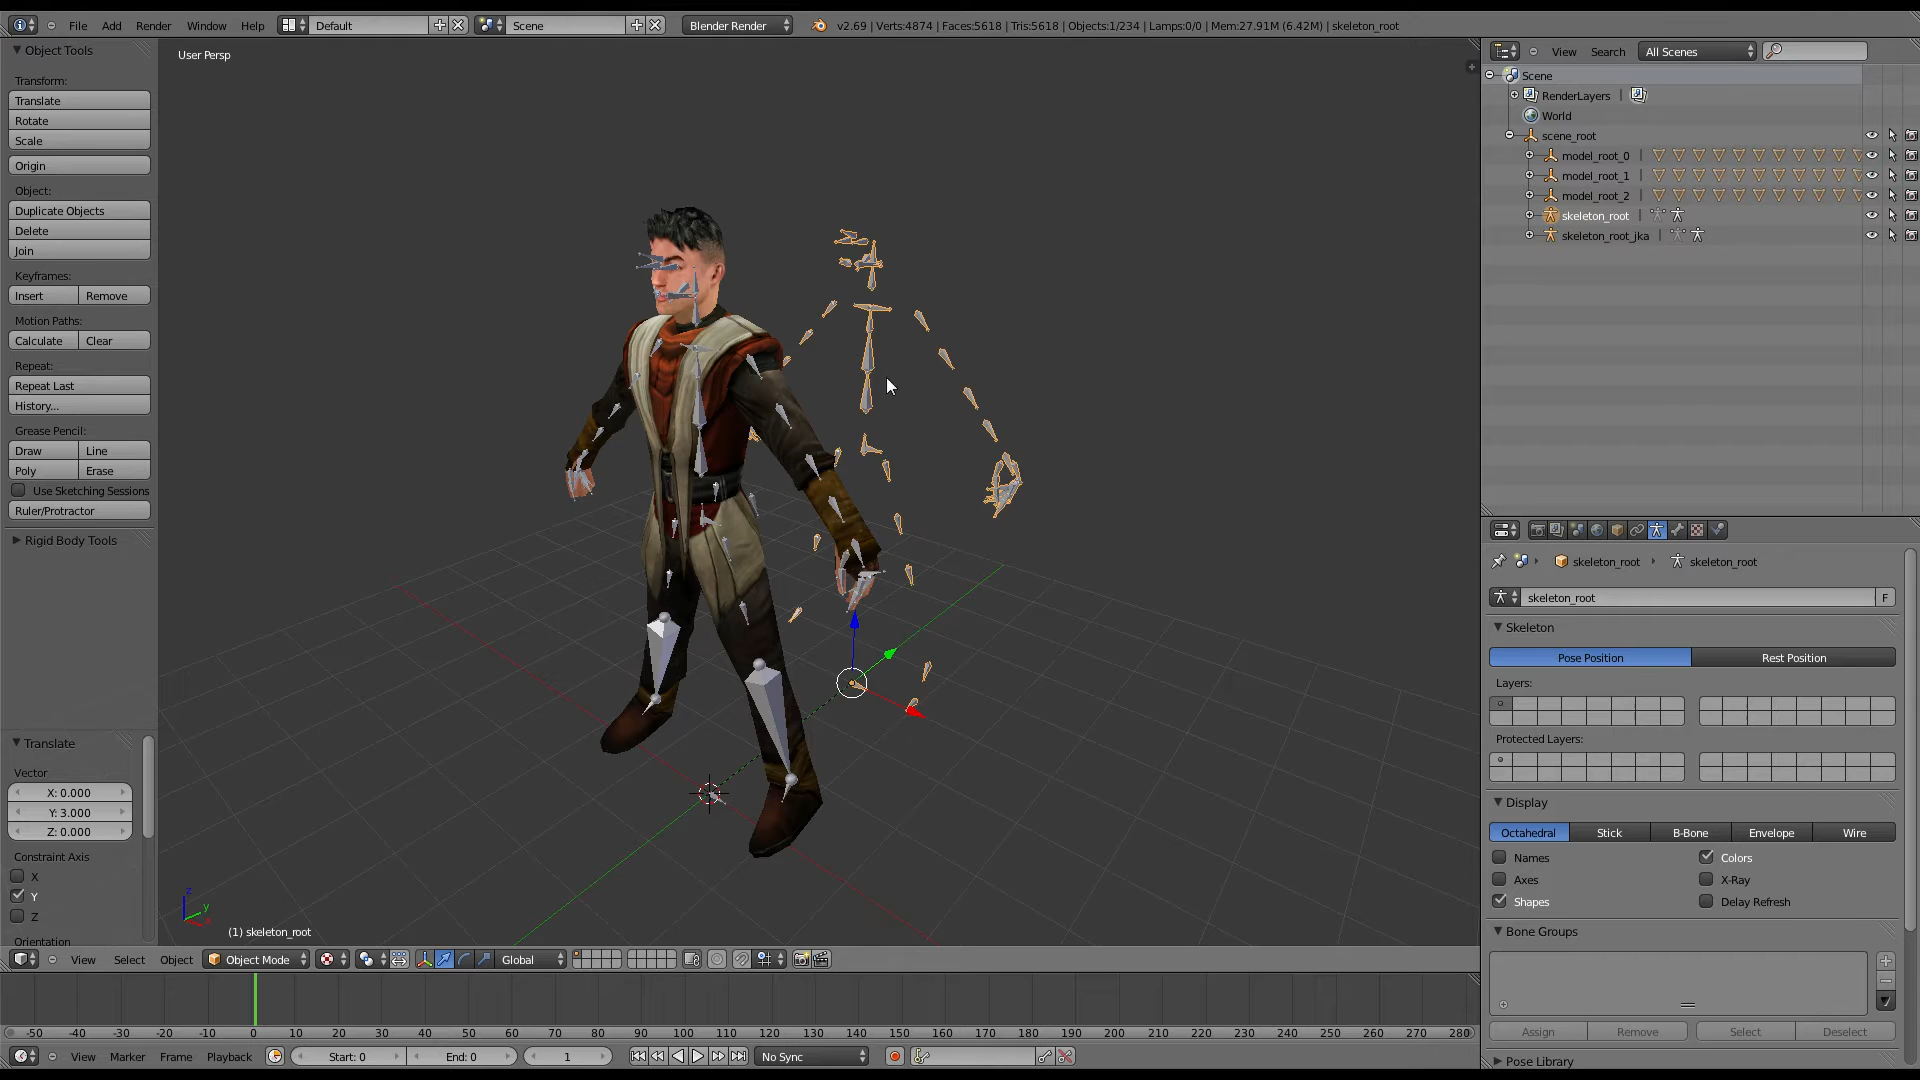 File Add Render Window Help Default Scene Blender Render v2.69 | Verts:4874 | Faces:5618 | Tris:5618 | Objects:1/234 | Lamps:0/0 | Mem:27.91M (6.42M) | skeleton_root
Object Tools
Transform:
Translate
Rotate
Scale
Origin
Object:
Duplicate Objects
Delete
Join
Keyframes:
Insert Remove
Motion Paths:
Calculate Clear
Repeat:
Repeat Last
History...
Grease Pencil:
Draw Line
Poly Erase
Use Sketching Sessions
Ruler/Protractor
Rigid Body Tools
Translate
Vector
X: 0.000
Y: 3.000
Z: 0.000
Constraint Axis
X
Y
Z
Orientation
User Persp
z
y
x
(1) skeleton_root
View Select Object Object Mode Global
-50 -40 -30 -20 -10 0 10 20 30 40 50 60 70 80 90 100 110 120 130 140 150 160 170 180 190 200 210 220 230 240 250 260 270 280
View Marker Frame Playback Start: 0 End: 0 1 No Sync
View Search All Scenes
Scene
RenderLayers |
World
scene_root
model_root_0 |
model_root_1 |
model_root_2 |
skeleton_root |
skeleton_root_jka |
skeleton_root skeleton_root
skeleton_root F
Skeleton
Pose Position Rest Position
Layers:
Protected Layers:
Display
Octahedral Stick B-Bone Envelope Wire
Names Colors
Axes X-Ray
Shapes Delay Refresh
Bone Groups
Assign Remove Select Deselect
Pose Library